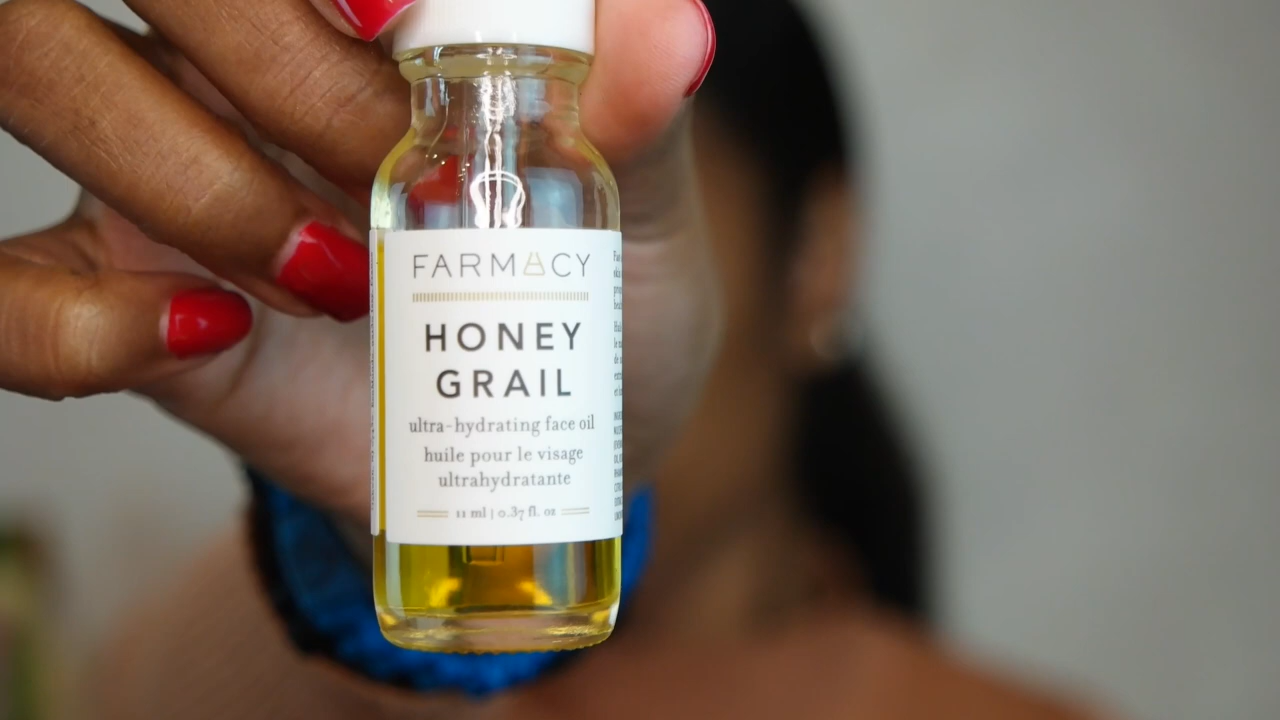 FARMACY
HONEY
GRAIL
ultra-hydrating face oil
huile pour le visage
ultrahydratante
11 ml | 0.37 fl. oz